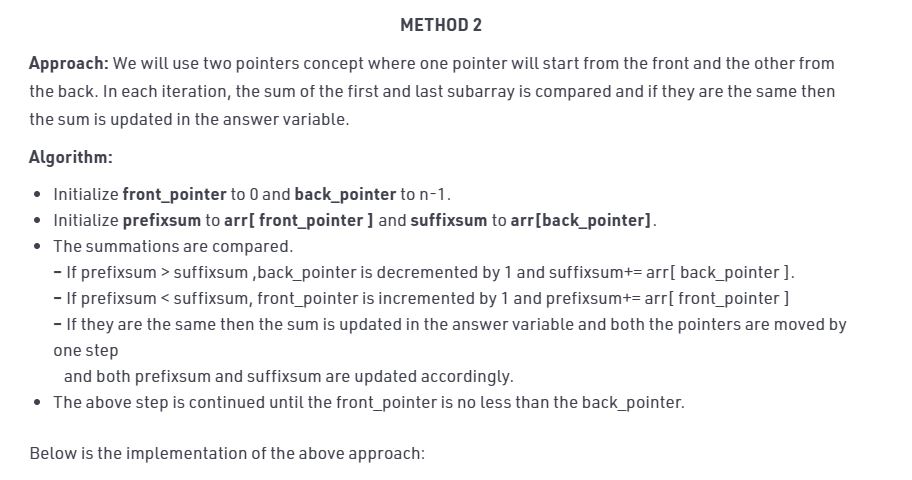 METHOD 2
Approach: We will use two pointers concept where one pointer will start from the front and the other from
the back. In each iteration, the sum of the first and last subarray is compared and if they are the same then
the sum is updated in the answer variable.
Algorithm:
• Initialize front_pointer to 0 and back_pointer to n-1.
• Initialize prefixsum to arr[ front_pointer ] and suffixsum to arr[back_pointer].
• The summations are compared.
– If prefixsum > suffixsum ,back_pointer is decremented by 1 and suffixsum+= arr[ back_pointer ].
– If prefixsum < suffixsum, front_pointer is incremented by 1 and prefixsum+= arr[ front_pointer ]
– If they are the same then the sum is updated in the answer variable and both the pointers are moved by
one step
and both prefixsum and suffixsum are updated accordingly.
• The above step is continued until the front_pointer is no less than the back_pointer.
Below is the implementation of the above approach: